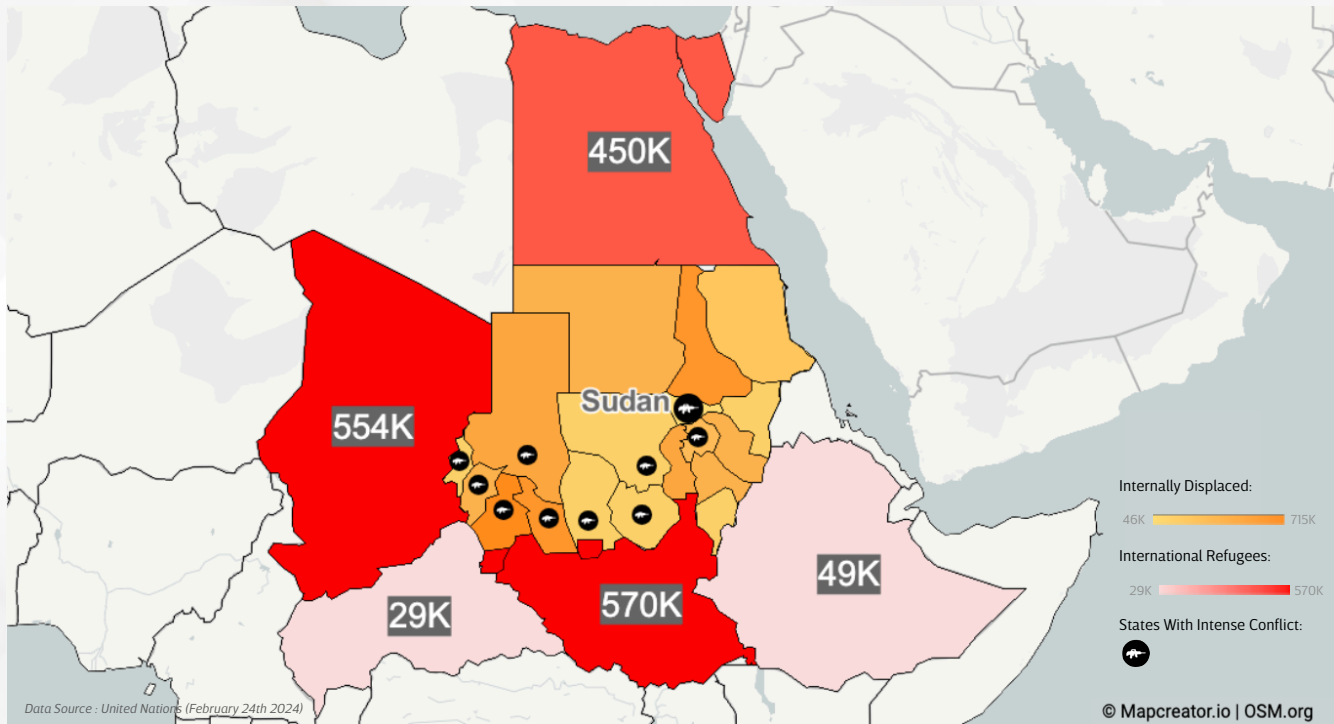 450K
Sudan
554K
570K
49K
29K
Internally Displaced:
46K 715K
International Refugees:
29K 570K
States With Intense Conflict:
Data Source : United Nations (February 24th 2024)
© Mapcreator.io | OSM.org